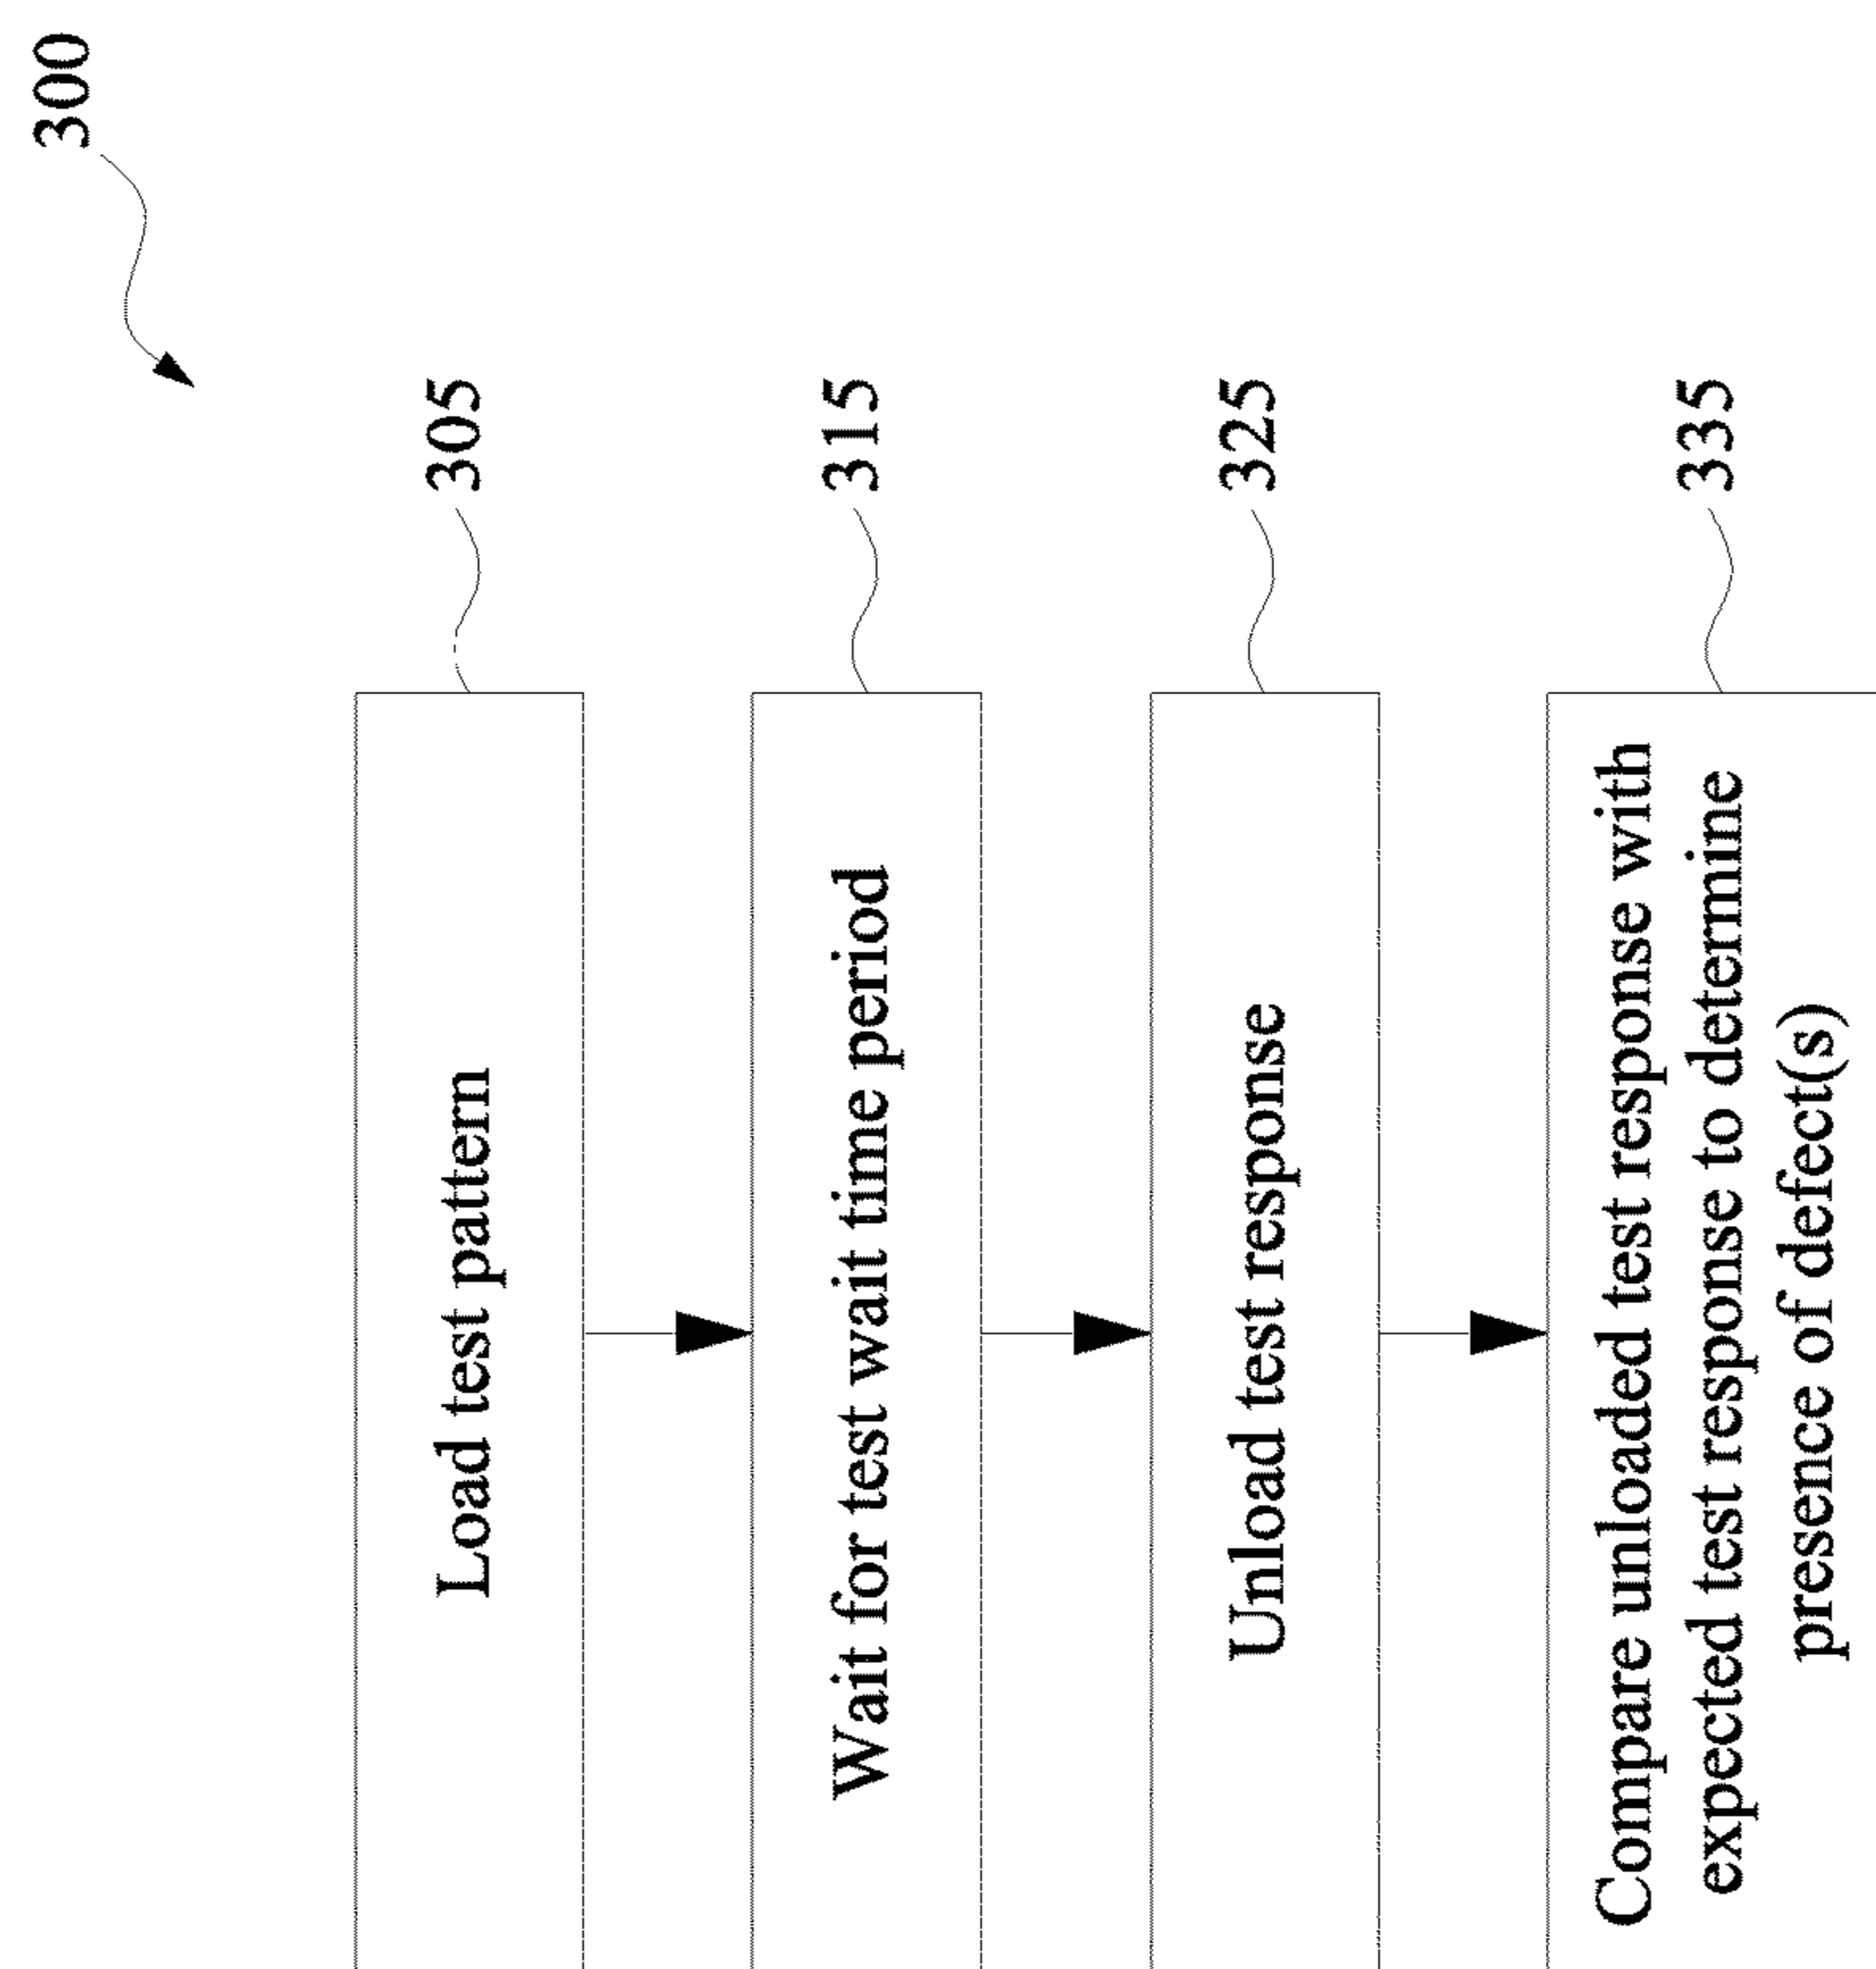 300
305
Load test pattern
315
Wait for test wait time period
325
Unload test response
335
Compare unloaded test response with
expected test response to determine
presence of defect(s)